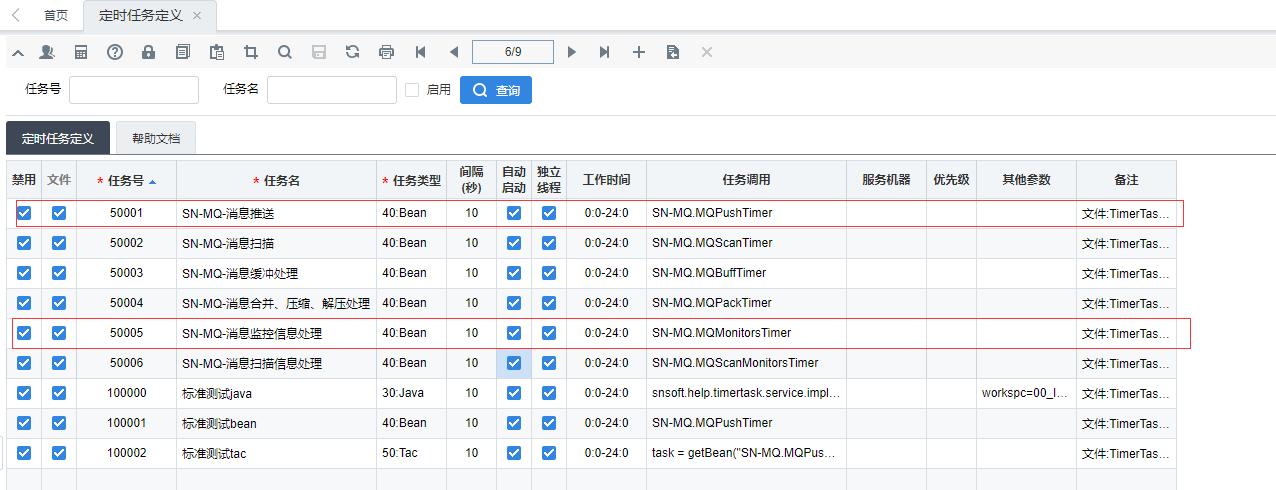 首页 定时任务定义 ×
6/9
任务号 任务名 启用 查询
定时任务定义 帮助文档
禁用 文件 * 任务号 * 任务名 * 任务类型 间隔(秒) 自动启动 独立线程 工作时间 任务调用 服务机器 优先级 其他参数 备注
50001 SN-MQ-消息推送 40:Bean 10 0:0-24:0 SN-MQ.MQPushTimer 文件:TimerTas...
50002 SN-MQ-消息扫描 40:Bean 10 0:0-24:0 SN-MQ.MQScanTimer 文件:TimerTas...
50003 SN-MQ-消息缓冲处理 40:Bean 10 0:0-24:0 SN-MQ.MQBuffTimer 文件:TimerTas...
50004 SN-MQ-消息合并、压缩、解压处理 40:Bean 10 0:0-24:0 SN-MQ.MQPackTimer 文件:TimerTas...
50005 SN-MQ-消息监控信息处理 40:Bean 10 0:0-24:0 SN-MQ.MQMonitorsTimer 文件:TimerTas...
50006 SN-MQ-消息扫描信息处理 40:Bean 10 0:0-24:0 SN-MQ.MQScanMonitorsTimer 文件:TimerTas...
100000 标准测试java 30:Java 10 0:0-24:0 snsoft.help.timertask.service.impl... workspc=00_I... 文件:TimerTas...
100001 标准测试bean 40:Bean 10 0:0-24:0 SN-MQ.MQPushTimer 文件:TimerTas...
100002 标准测试tac 50:Tac 10 0:0-24:0 task = getBean("SN-MQ.MQPus... 文件:TimerTas...